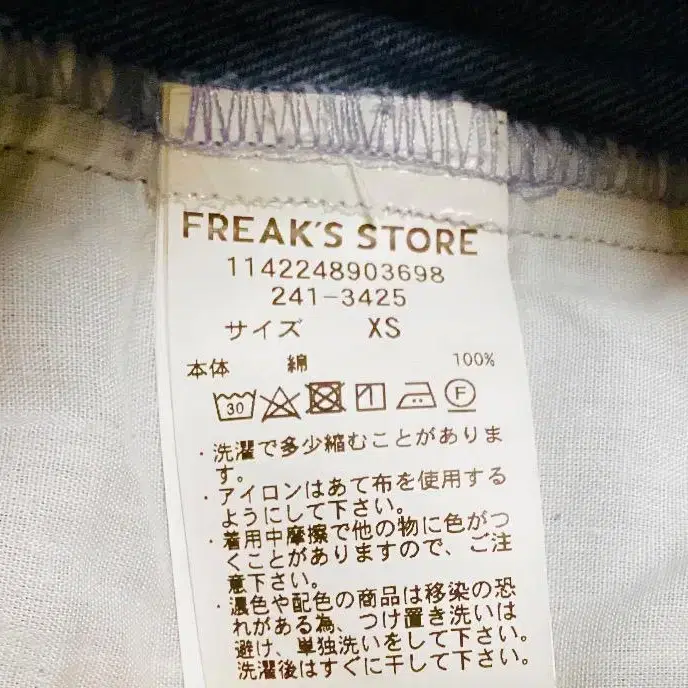 FREAK'S STORE
1142248903698
241-3425
サイズ XS
本体 綿 100%
30 F
・洗濯で多少縮むことがありま
す。
・アイロンはあて布を使用する
ようにして下さい。
・着用中摩擦で他の物に色がつ
くことがありますので、ご注
意下さい。
・濃色や配色の商品は移染の恐
れがある為、つけ置き洗いは
避け、単独洗いをして下さい。
洗濯後はすぐに干して下さい。